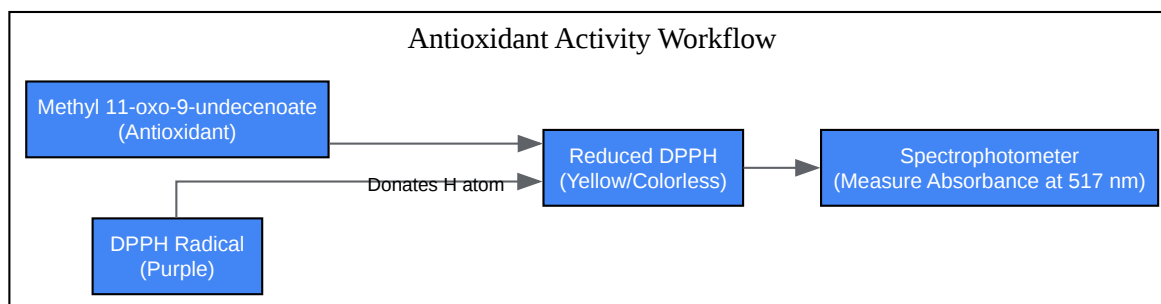 Antioxidant Activity Workflow
Methyl 11-oxo-9-undecenoate
(Antioxidant)
Reduced DPPH
(Yellow/Colorless)
Spectrophotometer
(Measure Absorbance at 517 nm)
Donates H atom
DPPH Radical
(Purple)